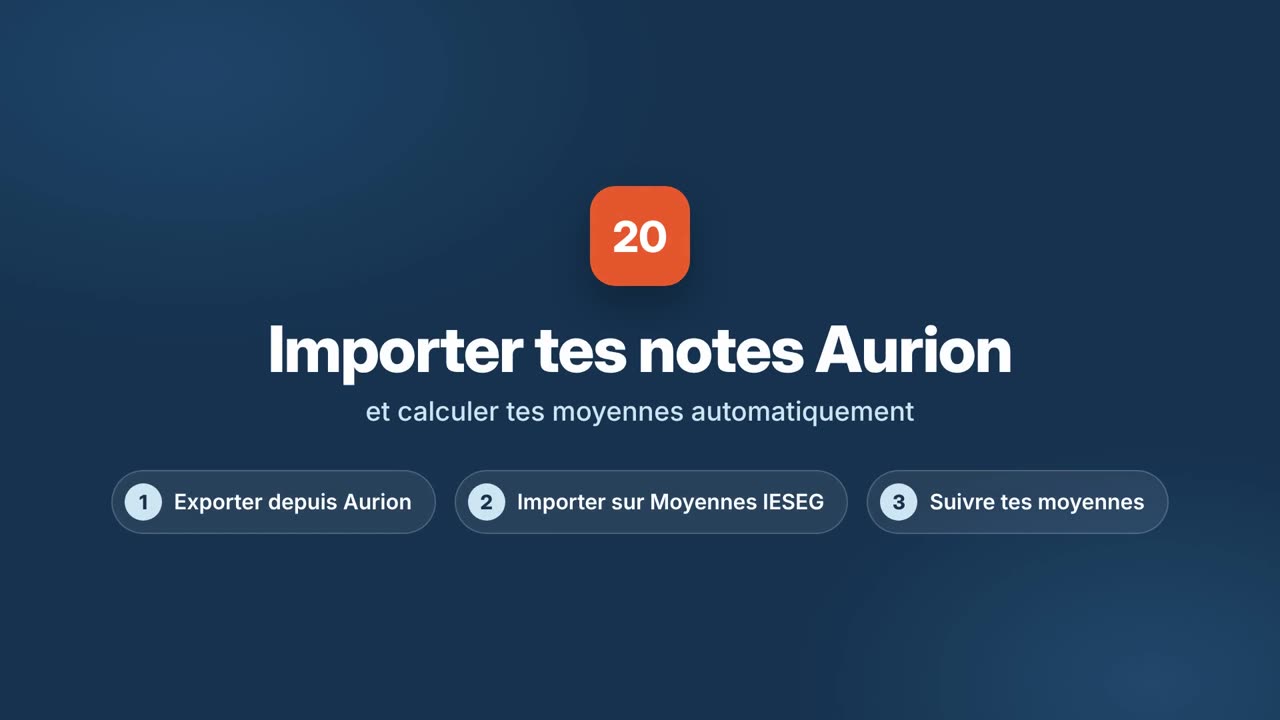 20
Importer tes notes Aurion
et calculer tes moyennes automatiquement
1 Exporter depuis Aurion
2 Importer sur Moyennes IESEG
3 Suivre tes moyennes